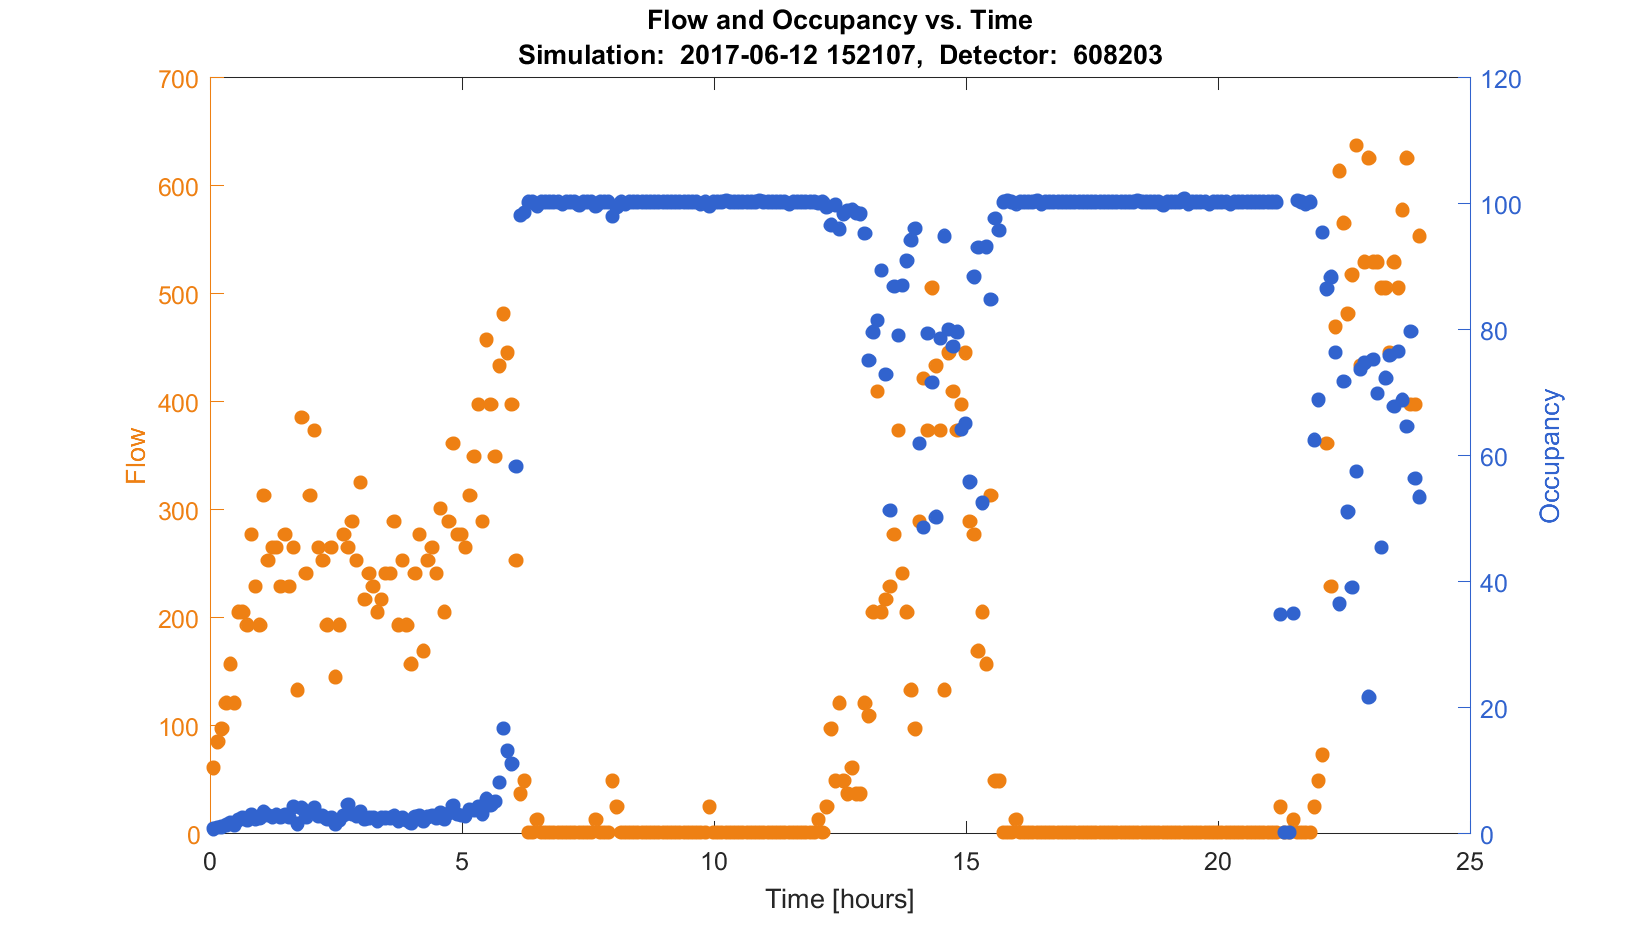 Flow and Occupancy vs. Time
Simulation:  2017-06-12 152107,  Detector:  608203
700
600
500
400
300
200
100
0
Flow
120
100
80
60
40
20
0
Occupancy
0 5 10 15 20 25
Time [hours]